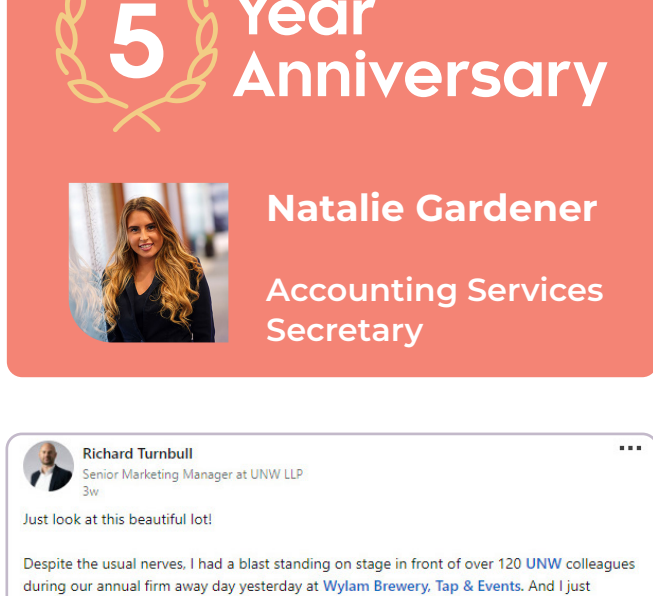 5
Year
Anniversary
Natalie Gardener
Accounting Services
Secretary
Richard Turnbull
Senior Marketing Manager at UNW LLP
3w
Just look at this beautiful lot!
Despite the usual nerves, I had a blast standing on stage in front of over 120 UNW colleagues
during our annual firm away day yesterday at Wylam Brewery, Tap & Events. And I just